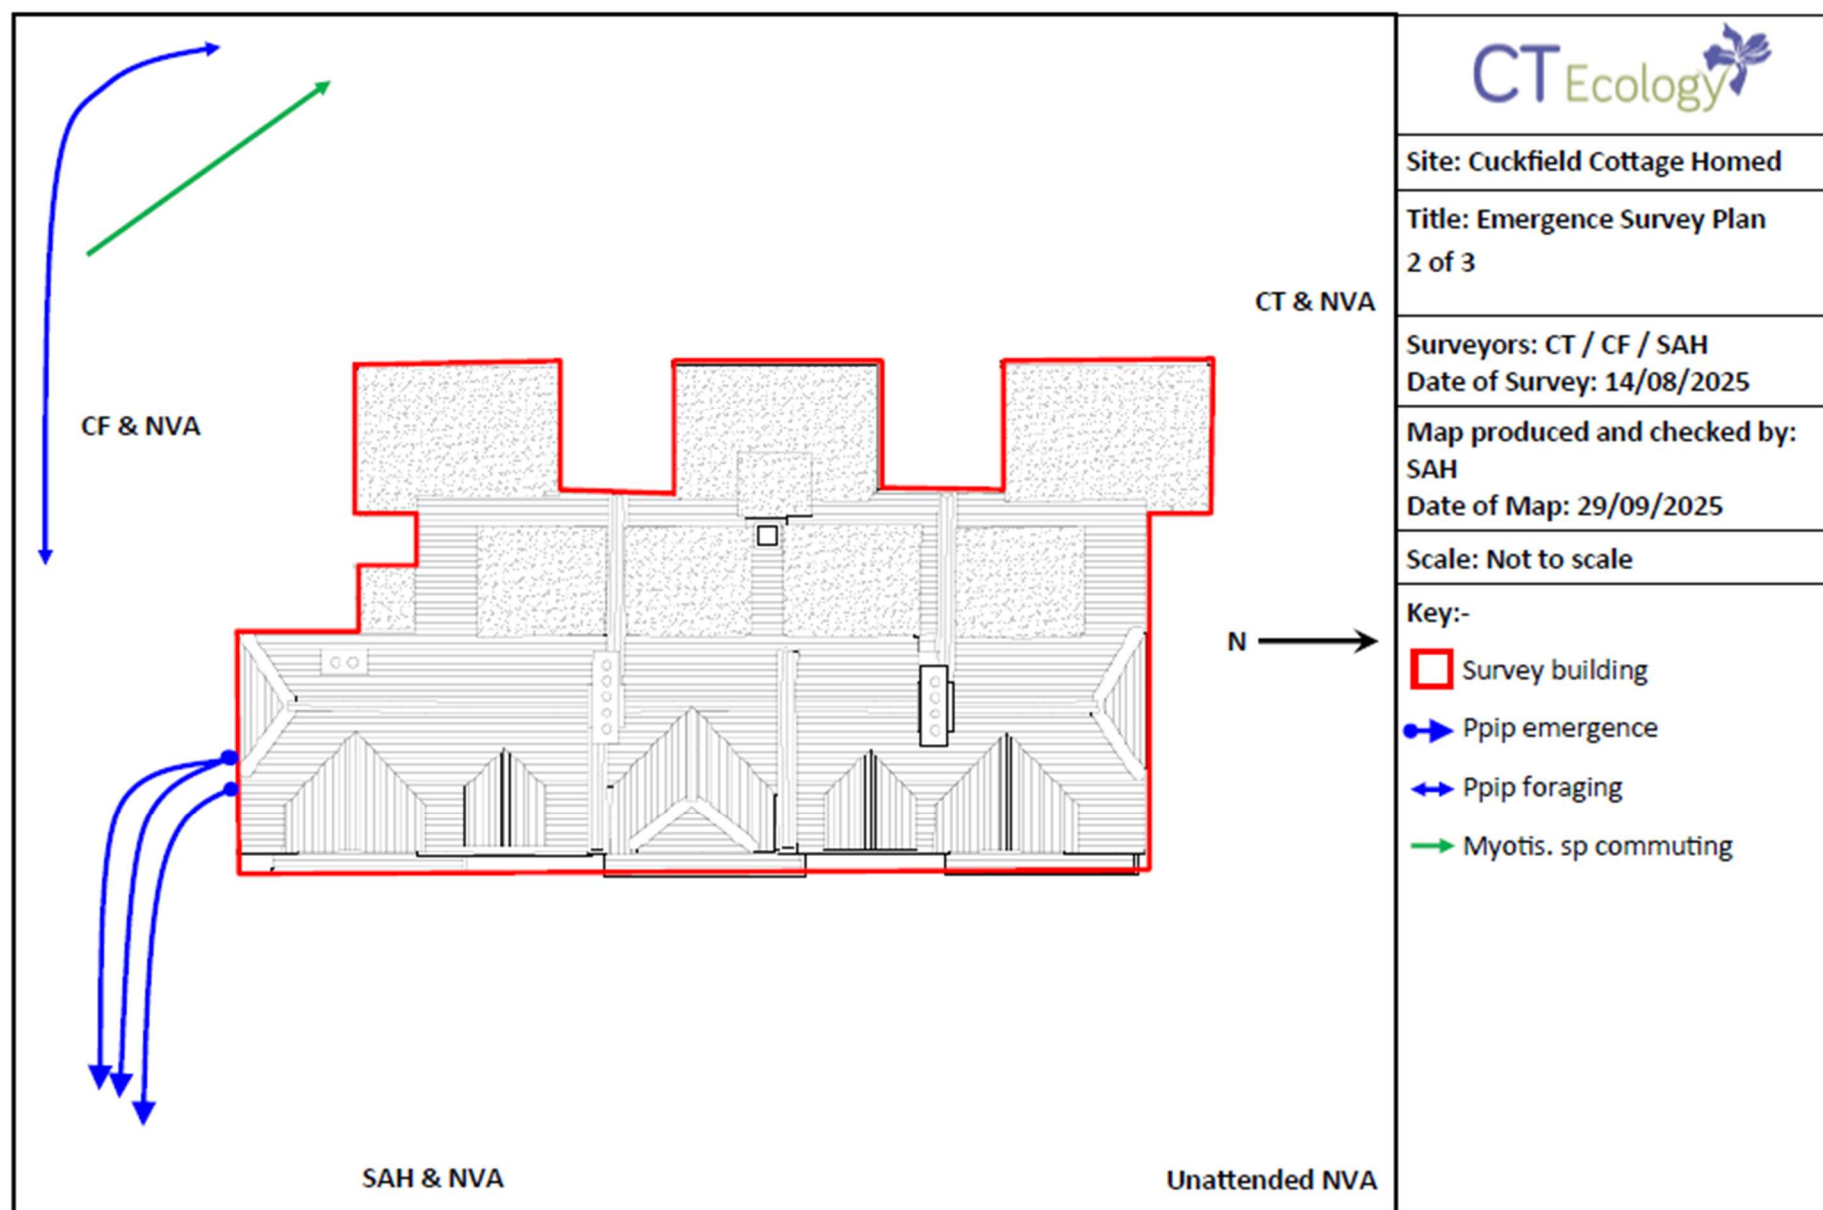 CT Ecology
Site: Cuckfield Cottage Homed
Title: Emergence Survey Plan
2 of 3
Surveyors: CT / CF / SAH
Date of Survey: 14/08/2025
Map produced and checked by:
SAH
Date of Map: 29/09/2025
Scale: Not to scale
Key:-
Survey building
Ppip emergence
Ppip foraging
Myotis. sp commuting
CT & NVA
CF & NVA
N
SAH & NVA
Unattended NVA